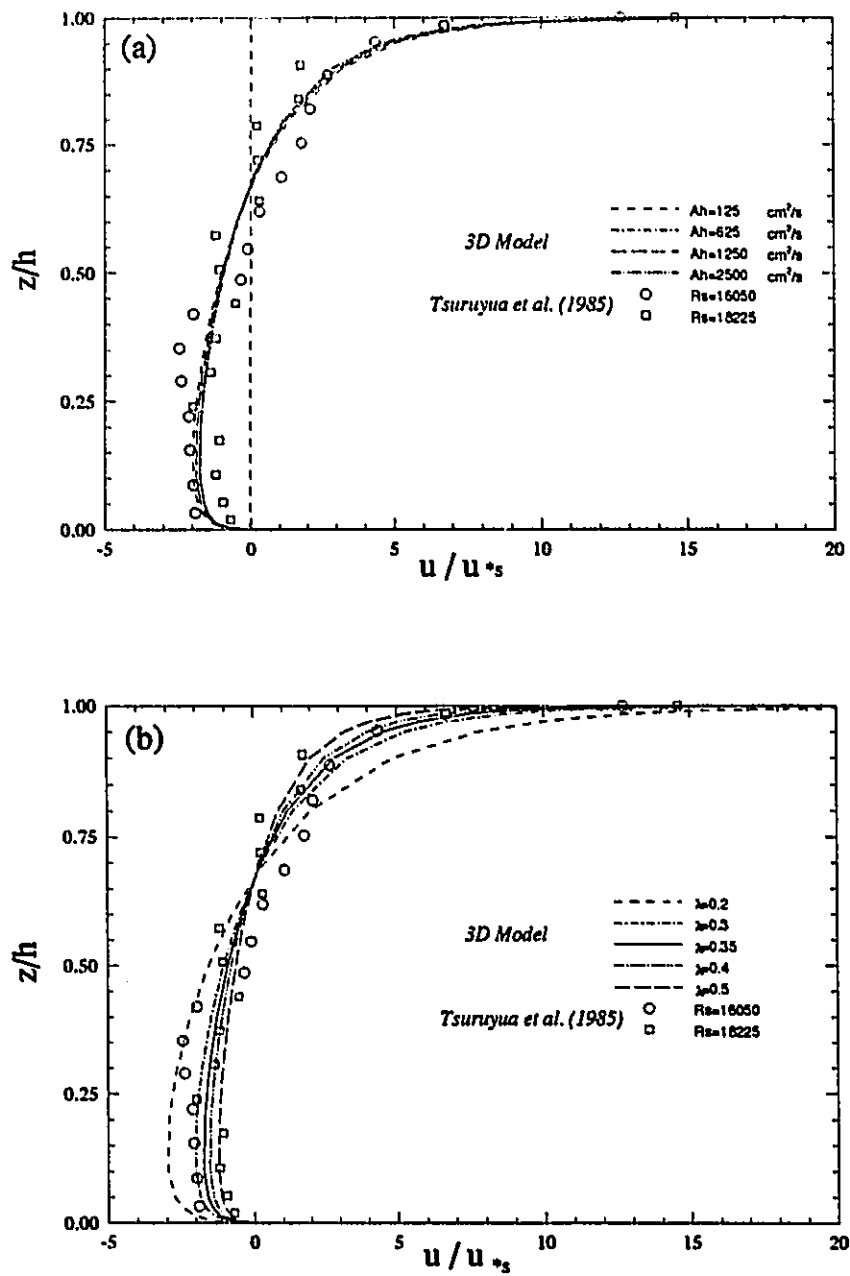 (a)
1.00
0.75
0.50
0.25
0.00
z/h
-5
0
5
10
15
20
u / u*s
3D Model
Ah=125 cm²/s
Ah=625 cm²/s
Ah=1250 cm²/s
Ah=2500 cm²/s
Tsuruyua et al. (1985)
Rs=16050
Rs=18225
(b)
1.00
0.75
0.50
0.25
0.00
z/h
-5
0
5
10
15
20
u / u*s
3D Model
λ=0.2
λ=0.3
λ=0.35
λ=0.4
λ=0.5
Tsuruyua et al. (1985)
Rs=16050
Rs=18225